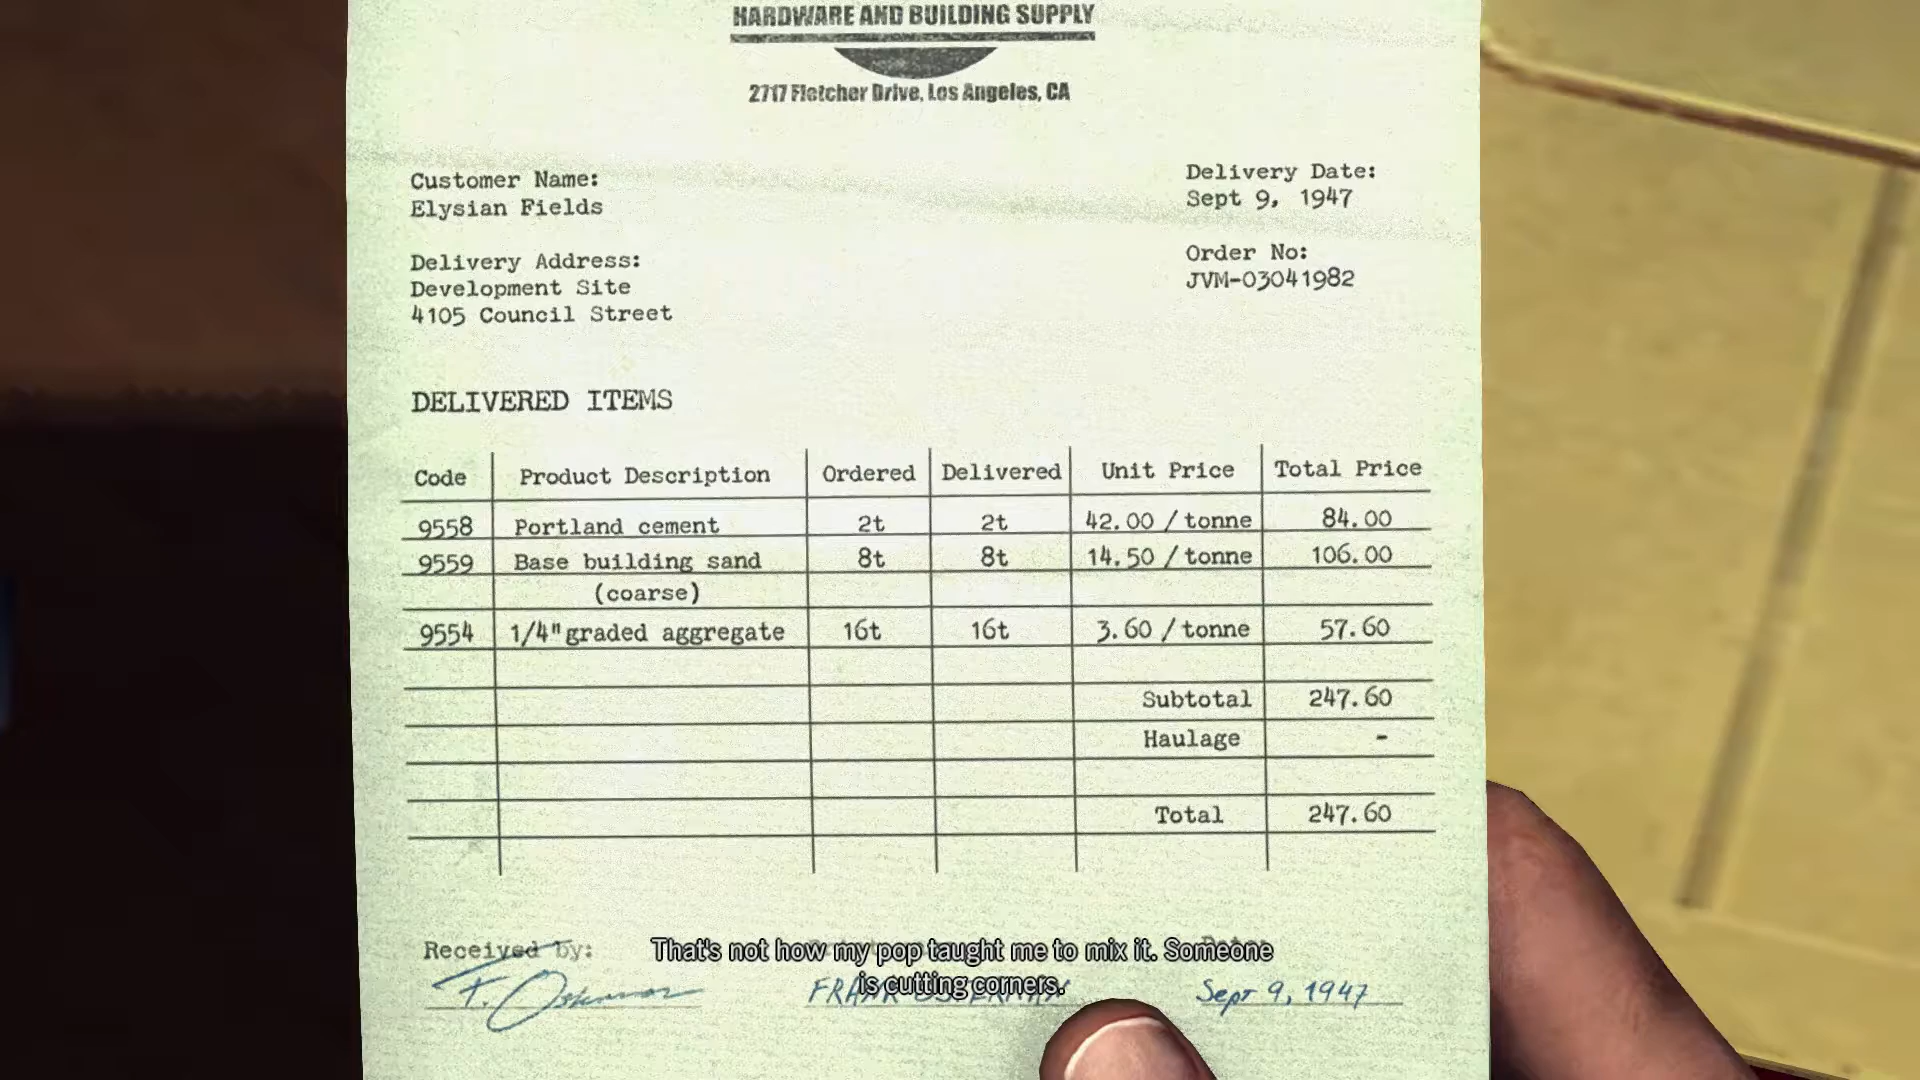 HARDWARE AND BUILDING SUPPLY
2717 Fletcher Drive, Los Angeles, CA
Customer Name:
Elysian Fields
Delivery Date:
Sept 9, 1947
Delivery Address:
Development Site
4105 Council Street
Order No:
JVM-03041982
DELIVERED ITEMS
Code Product Description Ordered Delivered Unit Price Total Price
9558 Portland cement 2t 2t 42.00 / tonne 84.00
9559 Base building sand 8t 8t 14.50 / tonne 106.00
(coarse)
9554 1/4" graded aggregate 16t 16t 3.60 / tonne 57.60
Subtotal 247.60
Haulage -
Total 247.60
Received by:
That's not how my pop taught me to mix it. Someone
is cutting corners.
FRANK OSTERMAN
Sept 9, 1947